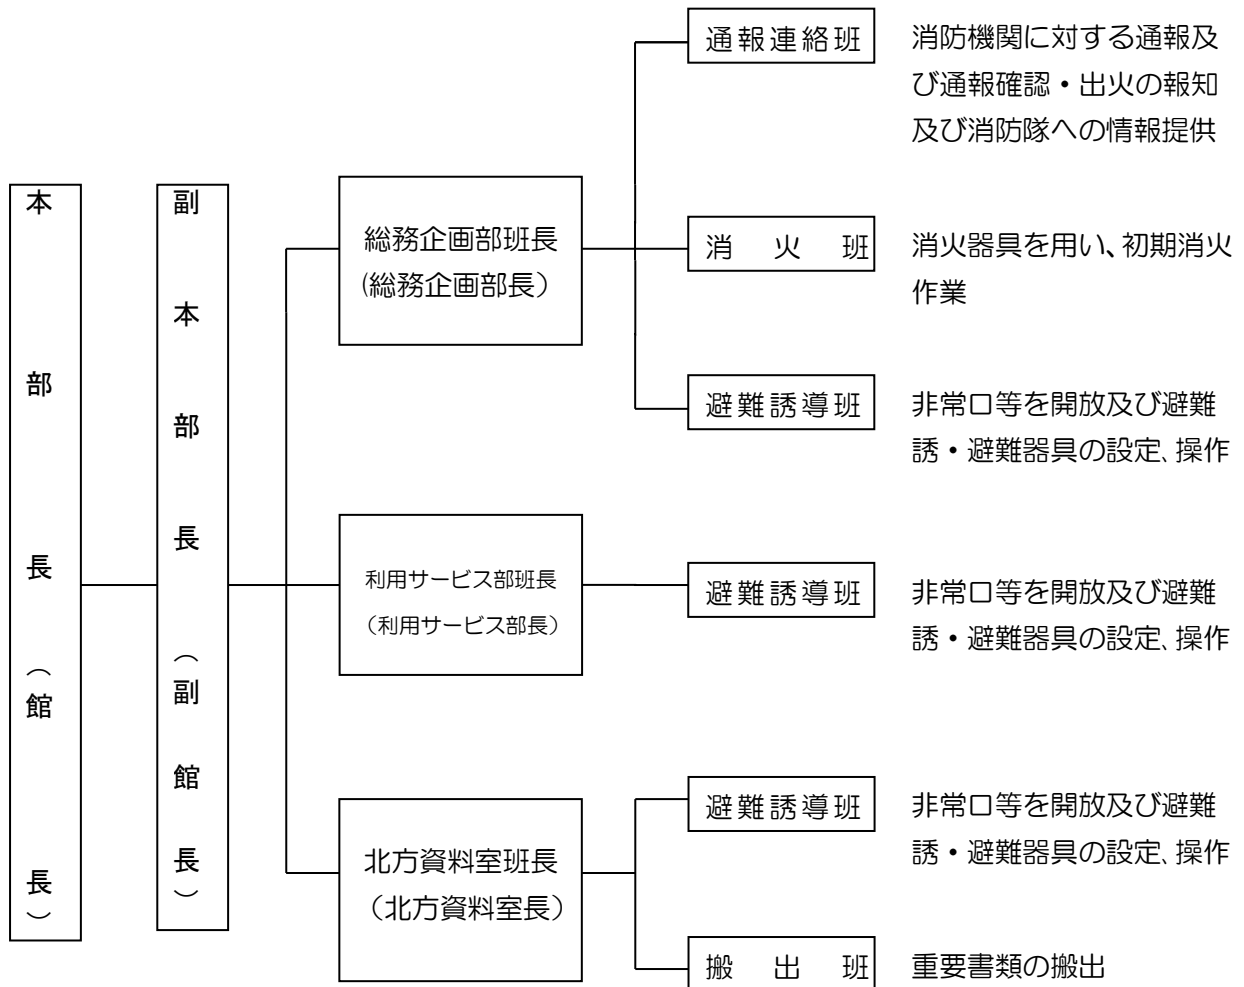 本部長(館長)
副本部長(副館長)
総務企画部班長
(総務企画部長)
通報連絡班
消防機関に対する通報及
び通報確認・出火の報知
及び消防隊への情報提供
消火班
消火器具を用い、初期消火
作業
避難誘導班
非常口等を開放及び避難
誘・避難器具の設定、操作
利用サービス部班長
(利用サービス部長)
避難誘導班
非常口等を開放及び避難
誘・避難器具の設定、操作
北方資料室班長
(北方資料室長)
避難誘導班
非常口等を開放及び避難
誘・避難器具の設定、操作
搬出班
重要書類の搬出